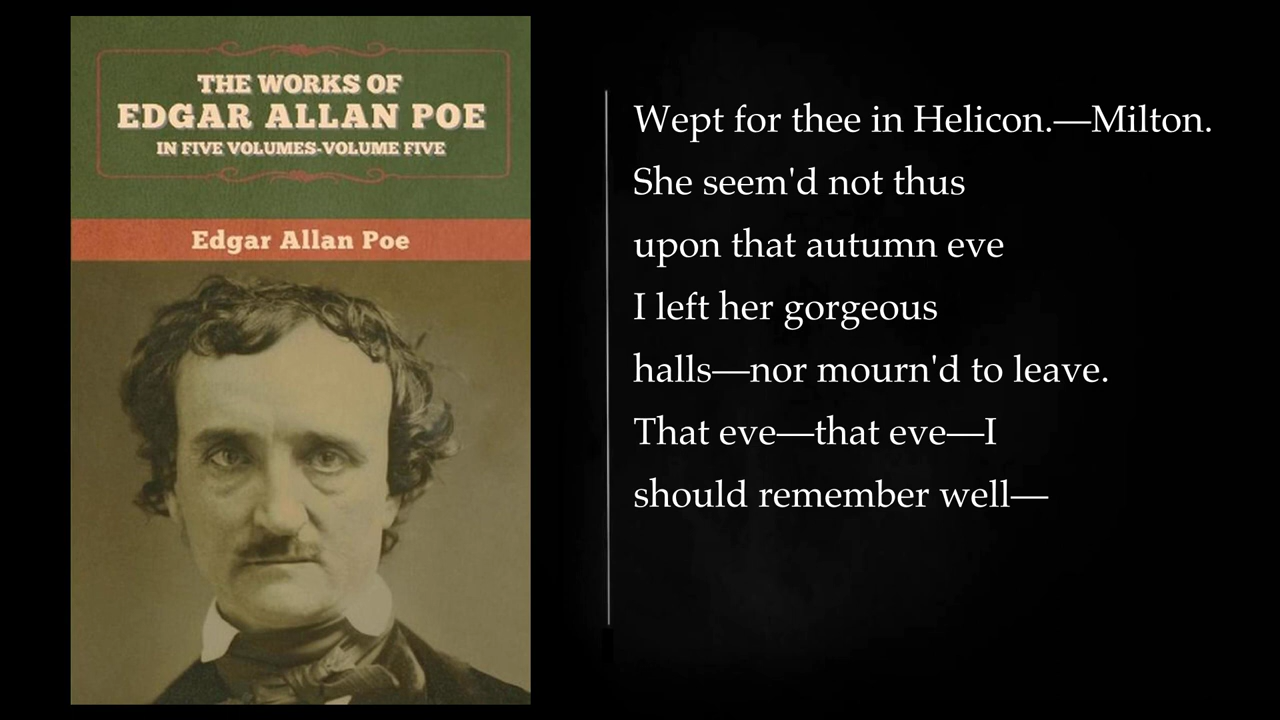 THE WORKS OF
EDGAR ALLAN POE
IN FIVE VOLUMES-VOLUME FIVE
Edgar Allan Poe
Wept for thee in Helicon.—Milton.
She seem'd not thus
upon that autumn eve
I left her gorgeous
halls—nor mourn'd to leave.
That eve—that eve—I
should remember well—